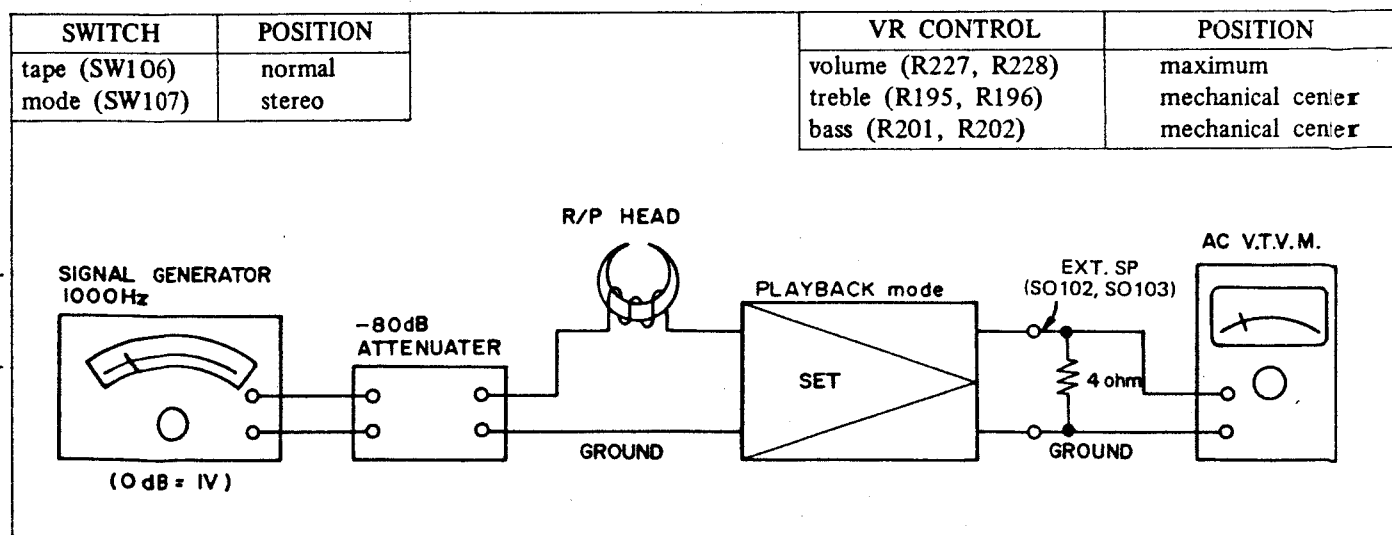 SWITCH POSITION
tape (SW106) normal
mode (SW107) stereo
VR CONTROL POSITION
volume (R227, R228) maximum
treble (R195, R196) mechanical center
bass (R201, R202) mechanical center
R/P HEAD
AC V.T.V.M.
SIGNAL GENERATOR
1000Hz
EXT. SP
(SO102, SO103)
PLAYBACK mode
-80dB
ATTENUATER
SET
4 ohm
GROUND
GROUND
(0 dB = 1V)